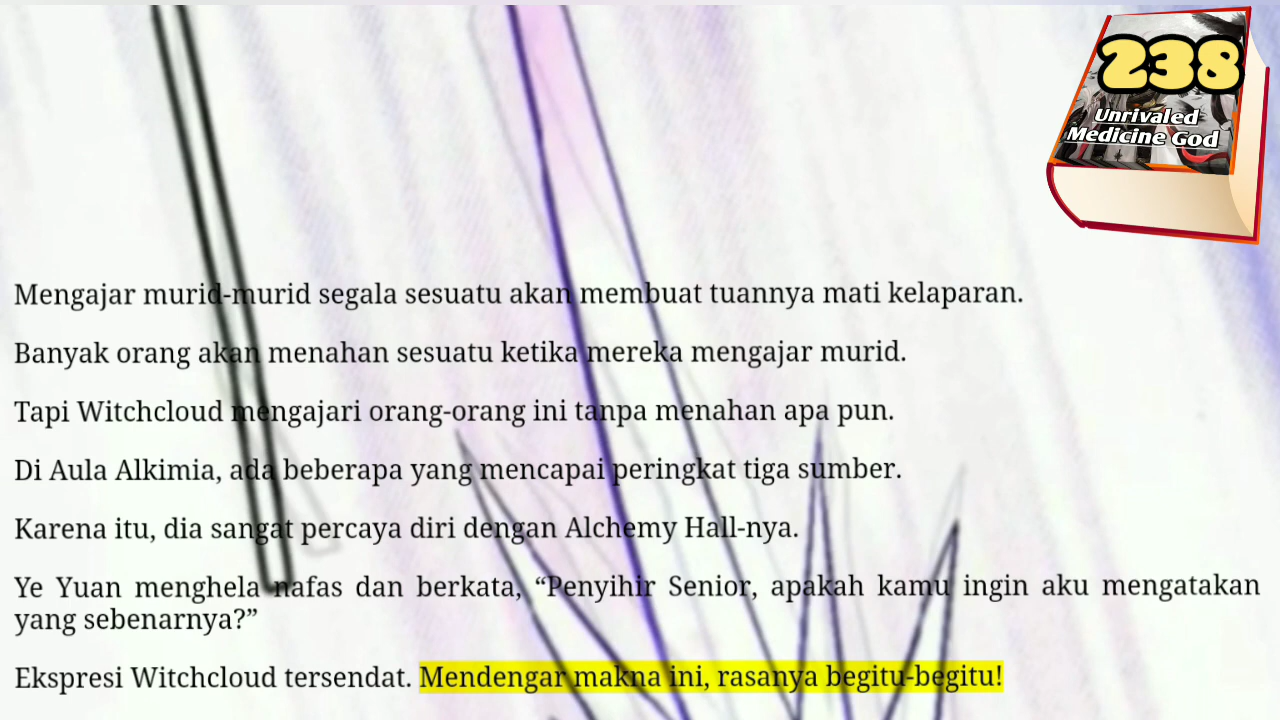 238
Unrivaled
Medicine God
Mengajar murid-murid segala sesuatu akan membuat tuannya mati kelaparan.
Banyak orang akan menahan sesuatu ketika mereka mengajar murid.
Tapi Witchcloud mengajari orang-orang ini tanpa menahan apa pun.
Di Aula Alkimia, ada beberapa yang mencapai peringkat tiga sumber.
Karena itu, dia sangat percaya diri dengan Alchemy Hall-nya.
Ye Yuan menghela nafas dan berkata, “Penyihir Senior, apakah kamu ingin aku mengatakan
yang sebenarnya?”
Ekspresi Witchcloud tersendat. Mendengar makna ini, rasanya begitu-begitu!